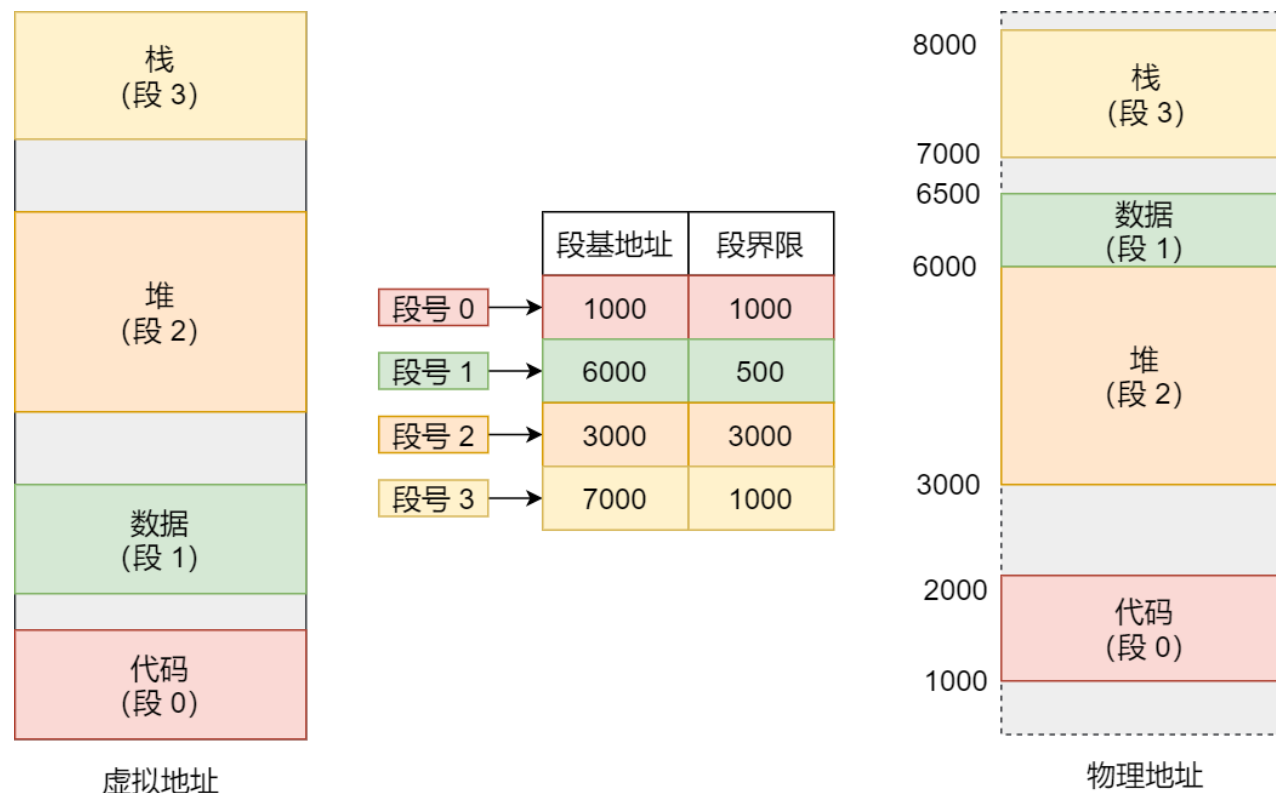 栈
（段 3）
堆
（段 2）
数据
（段 1）
代码
（段 0）
虚拟地址
段基地址 段界限
段号 0 1000 1000
段号 1 6000 500
段号 2 3000 3000
段号 3 7000 1000
8000
栈
（段 3）
7000
6500
数据
（段 1）
6000
堆
（段 2）
3000
2000
代码
（段 0）
1000
物理地址